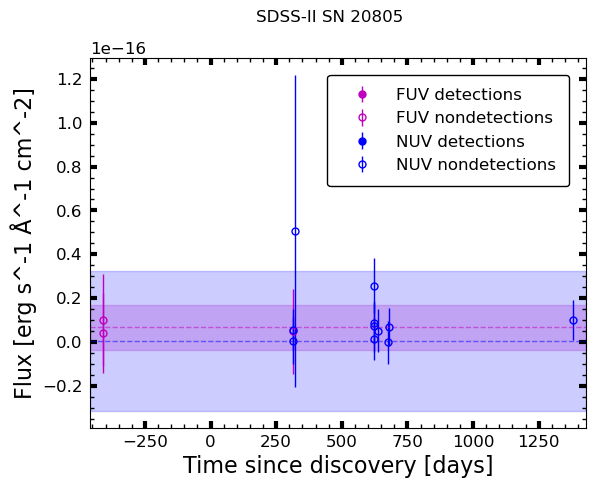 SDSS-II SN 20805
1e−16
FUV detections
FUV nondetections
NUV detections
NUV nondetections
1.2
1.0
0.8
0.6
0.4
0.2
0.0
−0.2
Flux [erg s^-1 Å^-1 cm^-2]
−250 0 250 500 750 1000 1250
Time since discovery [days]